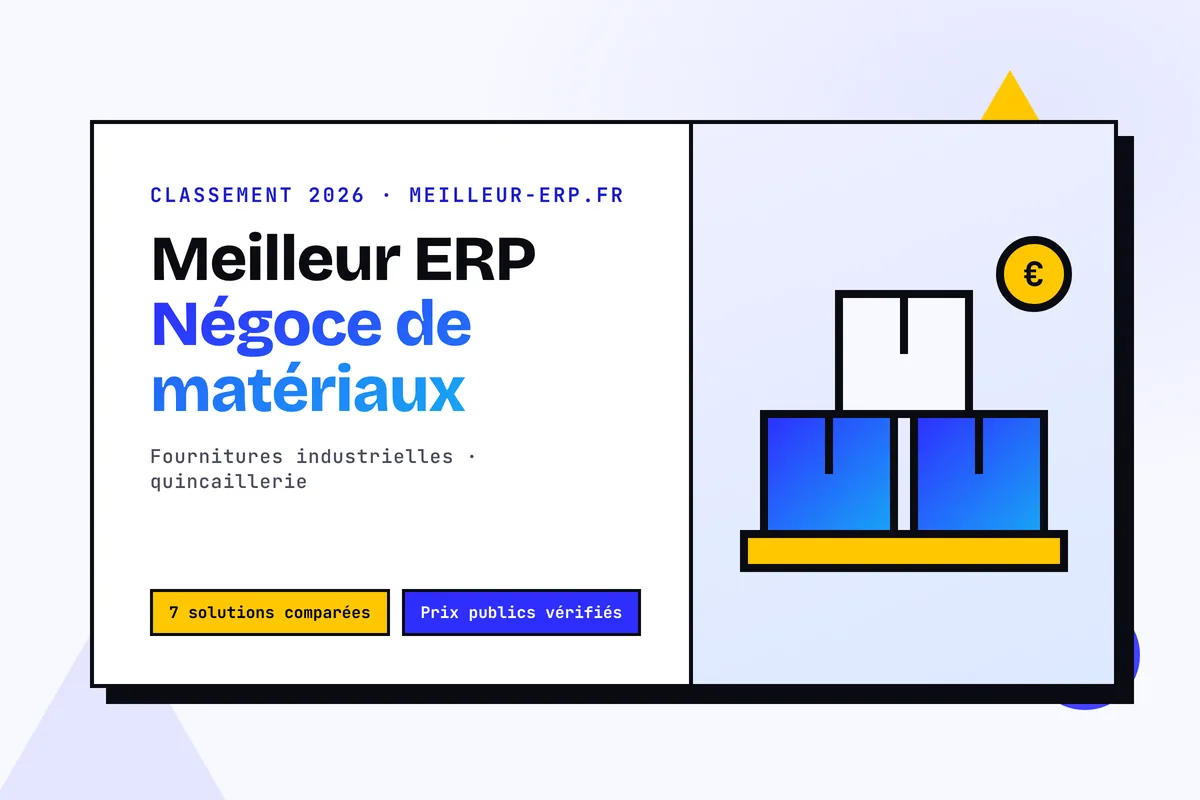 CLASSEMENT 2026 · MEILLEUR-ERP.FR
Meilleur ERP
Négoce de
matériaux
Fournitures industrielles ·
quincaillerie
7 solutions comparées
Prix publics vérifiés
€